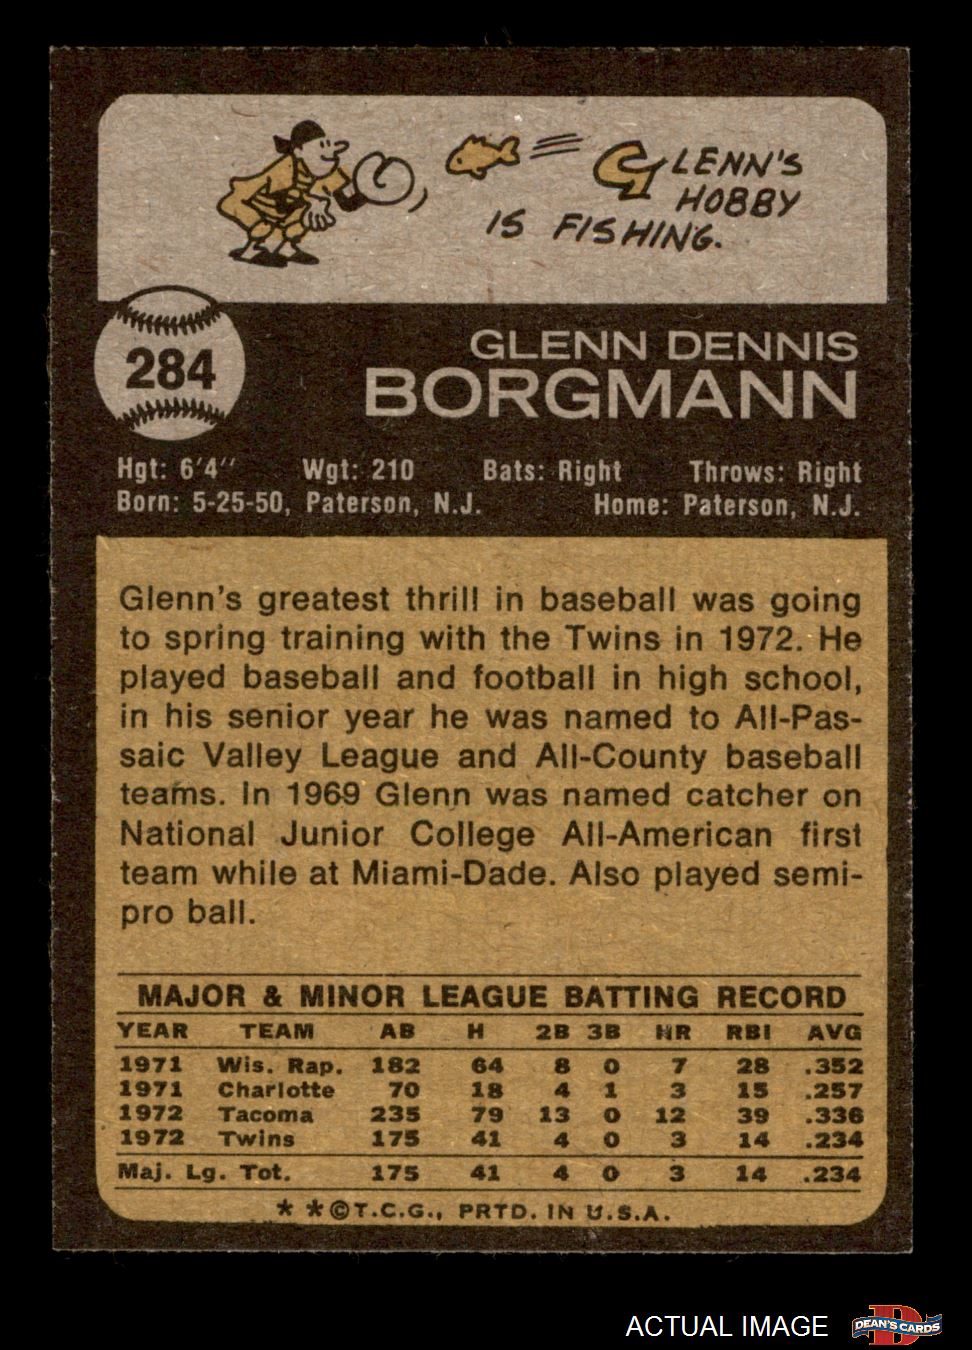 GLENN'S
HOBBY
IS FISHING.
284
GLENN DENNIS
BORGMANN
Hgt: 6'4" Wgt: 210 Bats: Right Throws: Right
Born: 5-25-50, Paterson, N.J. Home: Paterson, N.J.
Glenn's greatest thrill in baseball was going
to spring training with the Twins in 1972. He
played baseball and football in high school,
in his senior year he was named to All-Pas-
saic Valley League and All-County baseball
teams. In 1969 Glenn was named catcher on
National Junior College All-American first
team while at Miami-Dade. Also played semi-
pro ball.
MAJOR & MINOR LEAGUE BATTING RECORD
YEAR TEAM AB H 2B 3B HR RBI AVG
1971 Wis. Rap. 182 64 8 0 7 28 .352
1971 Charlotte 70 18 4 1 3 15 .257
1972 Tacoma 235 79 13 0 12 39 .336
1972 Twins 175 41 4 0 3 14 .234
Maj. Lg. Tot. 175 41 4 0 3 14 .234
* *©T.C.G., PRTD. IN U.S.A.
ACTUAL IMAGE
D
DEAN'S CARDS